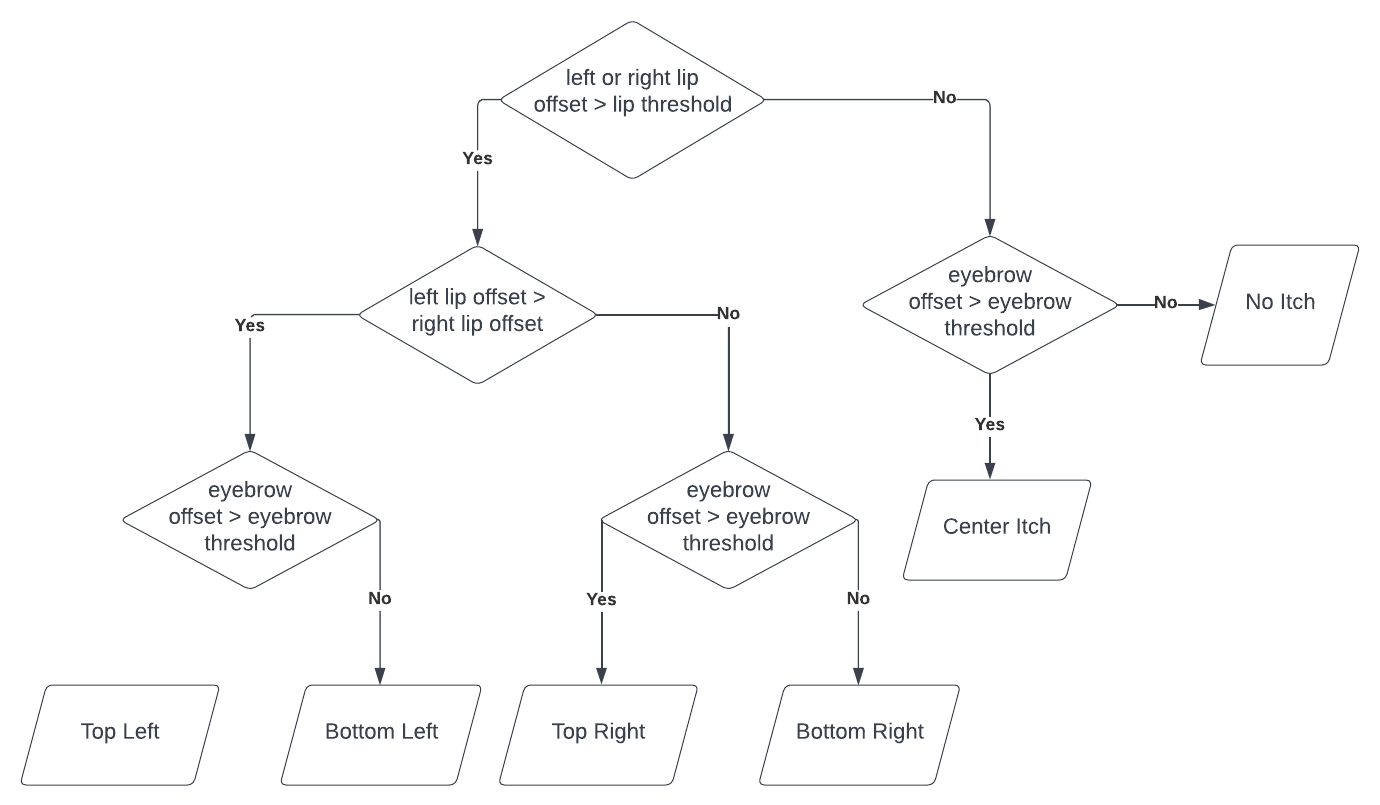 left or right lip
offset > lip threshold
No
Yes
left lip offset >
right lip offset
eyebrow
offset > eyebrow
threshold
No
No Itch
Yes
No
Yes
eyebrow
offset > eyebrow
threshold
eyebrow
offset > eyebrow
threshold
Center Itch
No
Yes
No
Top Left
Bottom Left
Top Right
Bottom Right